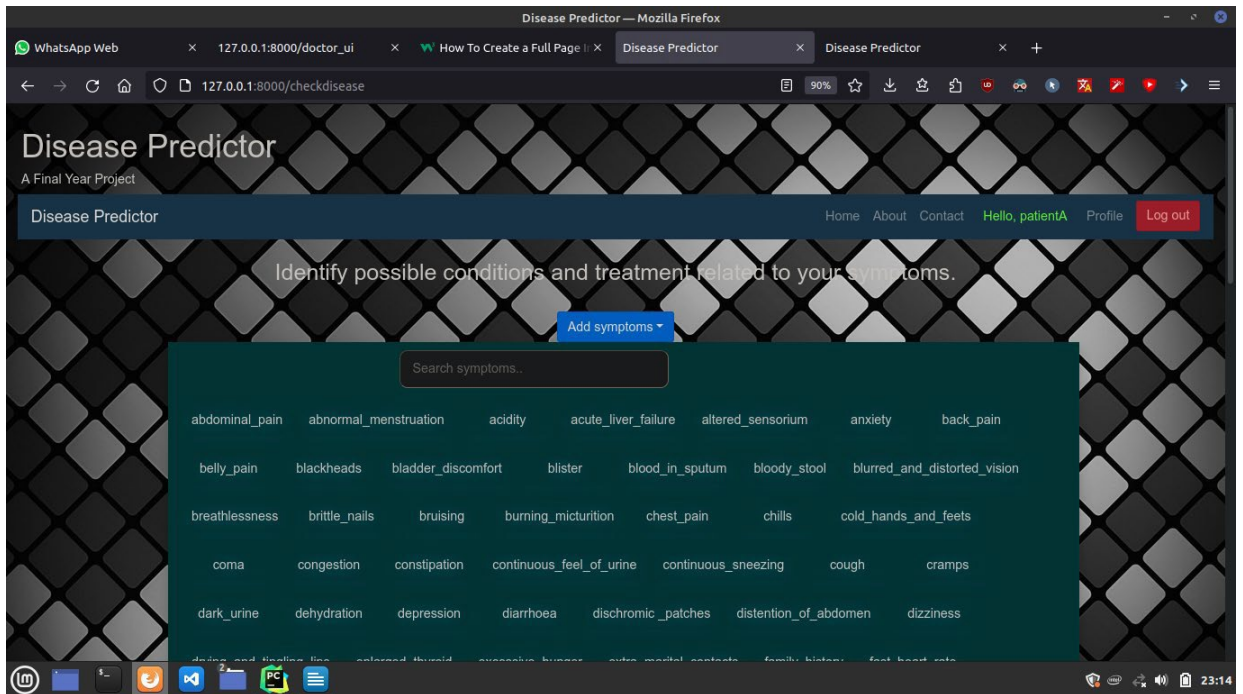 Disease Predictor — Mozilla Firefox
WhatsApp Web × 127.0.0.1:8000/doctor_ui × How To Create a Full Page × Disease Predictor × Disease Predictor × +
127.0.0.1:8000/checkdisease 90%
Disease Predictor
A Final Year Project
Disease Predictor Home About Contact Hello, patientA Profile Log out
Identify possible conditions and treatment related to your symptoms.
Add symptoms
Search symptoms..
abdominal_pain abnormal_menstruation acidity acute_liver_failure altered_sensorium anxiety back_pain
belly_pain blackheads bladder_discomfort blister blood_in_sputum bloody_stool blurred_and_distorted_vision
breathlessness brittle_nails bruising burning_micturition chest_pain chills cold_hands_and_feets
coma congestion constipation continuous_feel_of_urine continuous_sneezing cough cramps
dark_urine dehydration depression diarrhoea dischromic _patches distention_of_abdomen dizziness
23:14